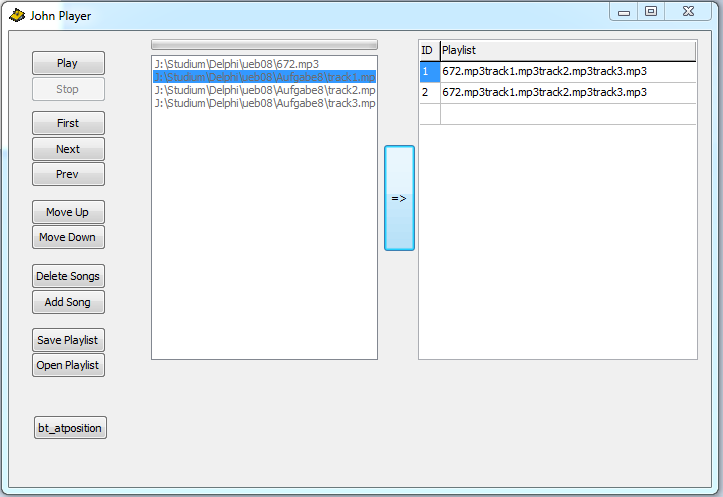 John Player
Play
Stop
First
Next
Prev
Move Up
Move Down
Delete Songs
Add Song
Save Playlist
Open Playlist
bt_atposition
J:\Studium\Delphi\ueb08\672.mp3
J:\Studium\Delphi\ueb08\Aufgabe8\track1.mp
J:\Studium\Delphi\ueb08\Aufgabe8\track2.mp
J:\Studium\Delphi\ueb08\Aufgabe8\track3.mp
=>
ID Playlist
1 672.mp3track1.mp3track2.mp3track3.mp3
2 672.mp3track1.mp3track2.mp3track3.mp3